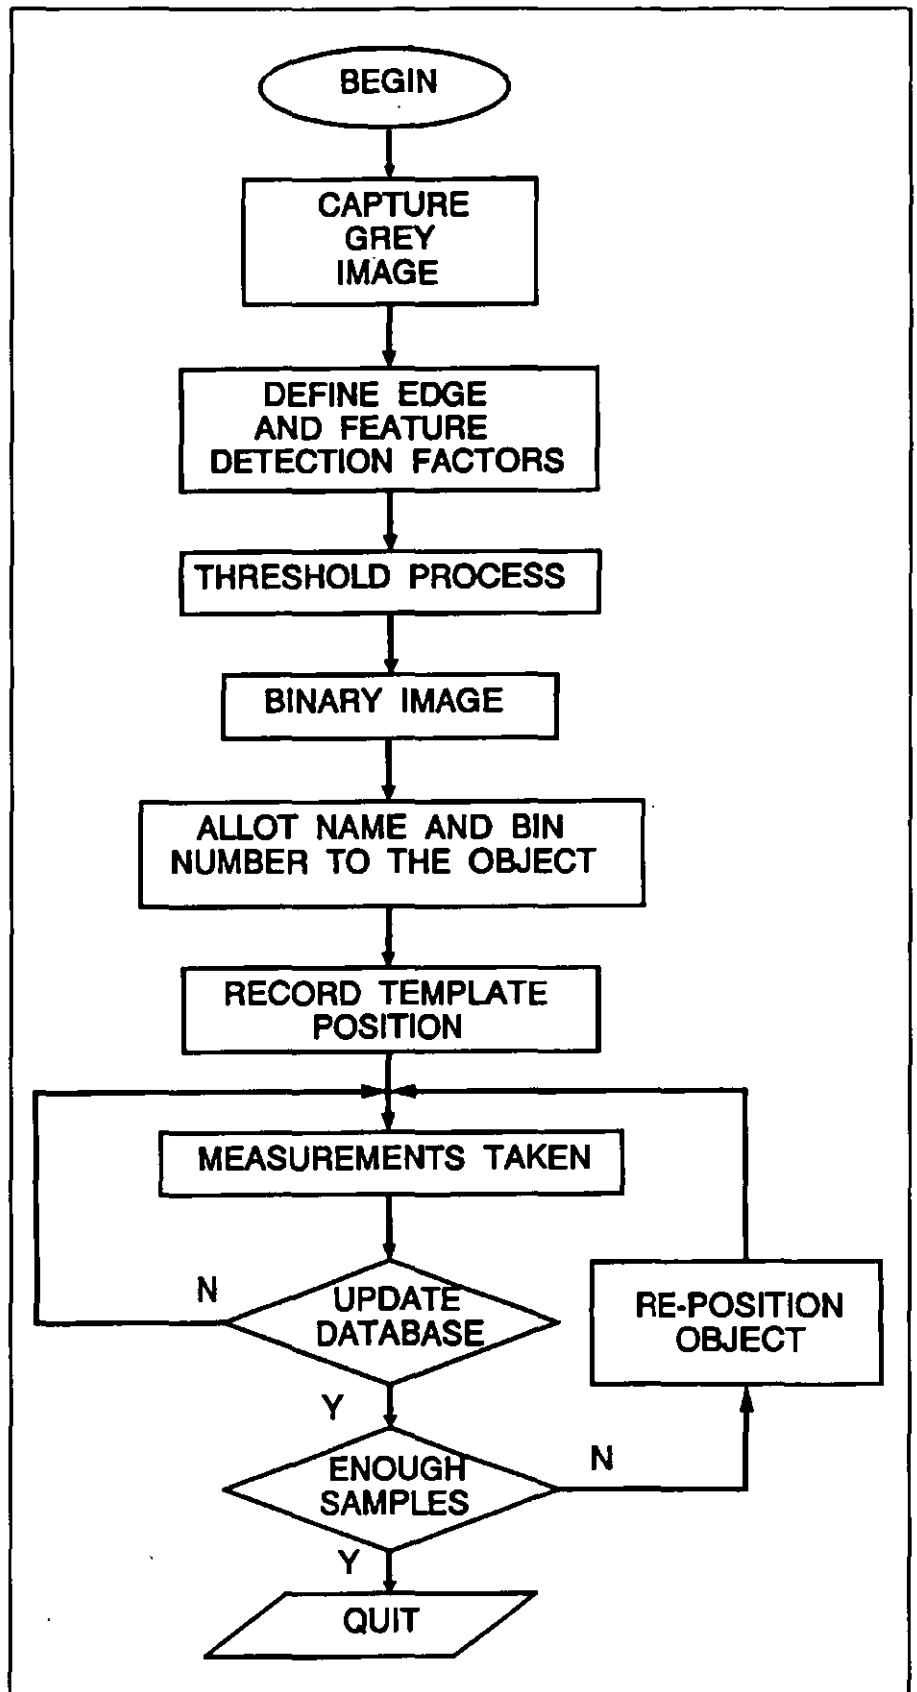 BEGIN
CAPTURE
GREY
IMAGE
DEFINE EDGE
AND FEATURE
DETECTION FACTORS
THRESHOLD PROCESS
BINARY IMAGE
ALLOT NAME AND BIN
NUMBER TO THE OBJECT
RECORD TEMPLATE
POSITION
MEASUREMENTS TAKEN
N
UPDATE
DATABASE
RE-POSITION
OBJECT
Y
ENOUGH
SAMPLES
N
Y
QUIT